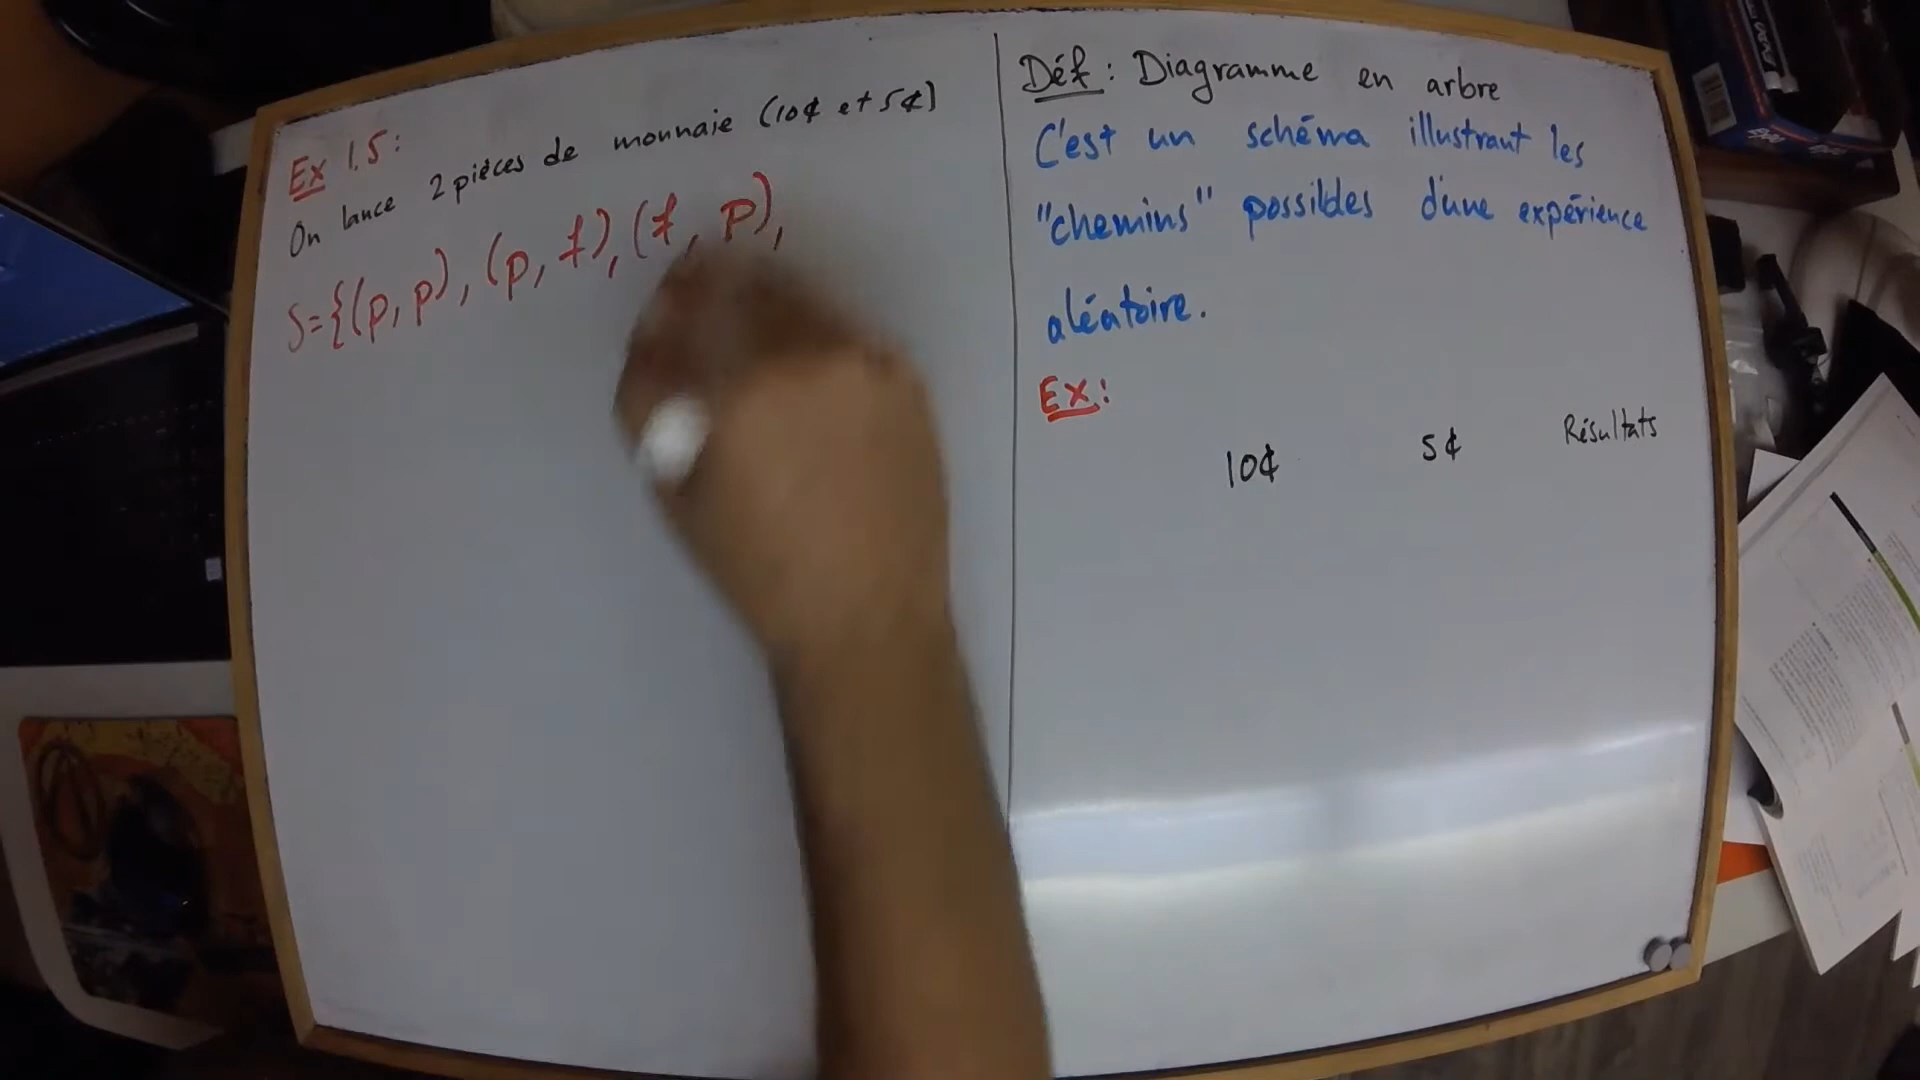 Ex 1.5:
On lance 2 pièces de monnaie (10¢ et 5¢)
S={(p, p), (p, f), (f, p),
Déf: Diagramme en arbre
C'est un schéma illustrant les
"chemins" possibles d'une expérience
aléatoire.
Ex:
10¢ 5¢ Résultats